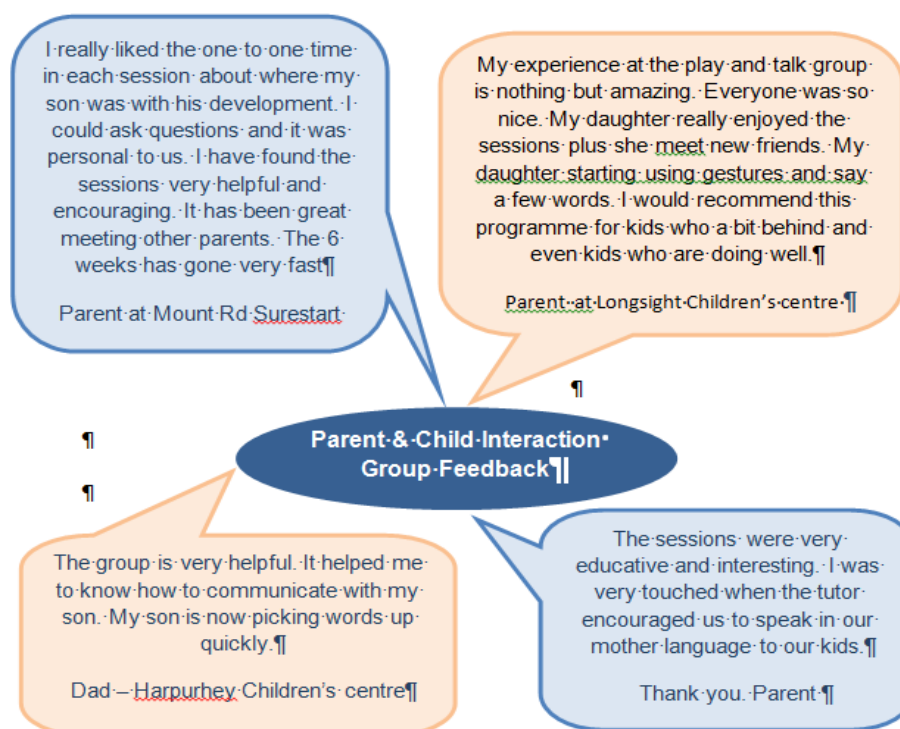 I really liked the one to one time
in each session about where my
son was with his development. I
could ask questions and it was
personal to us. I have found the
sessions very helpful and
encouraging. It has been great
meeting other parents. The 6
weeks has gone very fast¶
Parent at Mount Rd Surestart
My experience at the play and talk group
is nothing but amazing. Everyone was so
nice. My daughter really enjoyed the
sessions plus she meet new friends. My
daughter starting using gestures and say
a few words. I would recommend this
programme for kids who a bit behind and
even kids who are doing well.¶
Parent at Longsight Children's centre ¶
¶
¶
¶
Parent & Child Interaction
Group Feedback¶
The group is very helpful. It helped me
to know how to communicate with my
son. My son is now picking words up
quickly.¶
Dad – Harpurhey Children's centre¶
The sessions were very
educative and interesting. I was
very touched when the tutor
encouraged us to speak in our
mother language to our kids.¶
Thank you. Parent ¶